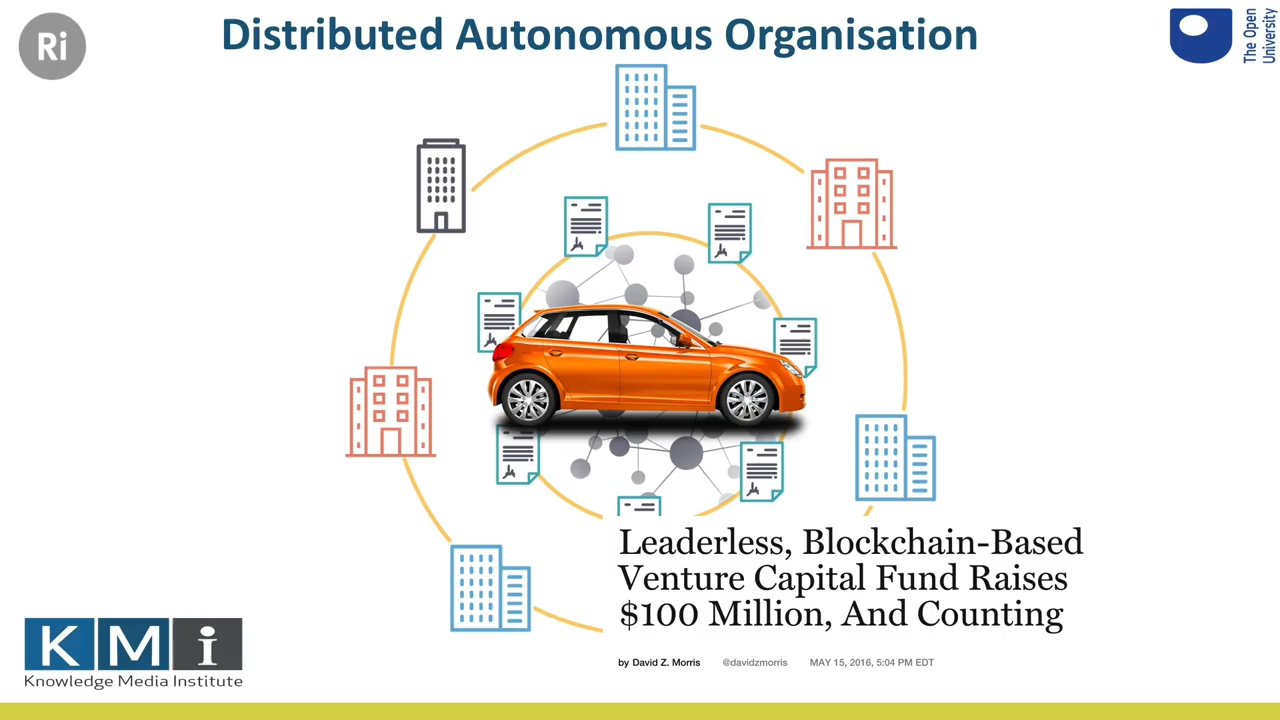 Ri
Distributed Autonomous Organisation
The Open
University
Leaderless, Blockchain-Based
Venture Capital Fund Raises
$100 Million, And Counting
by David Z. Morris @davidzmorris MAY 15, 2016, 5:04 PM EDT
KMi
Knowledge Media Institute